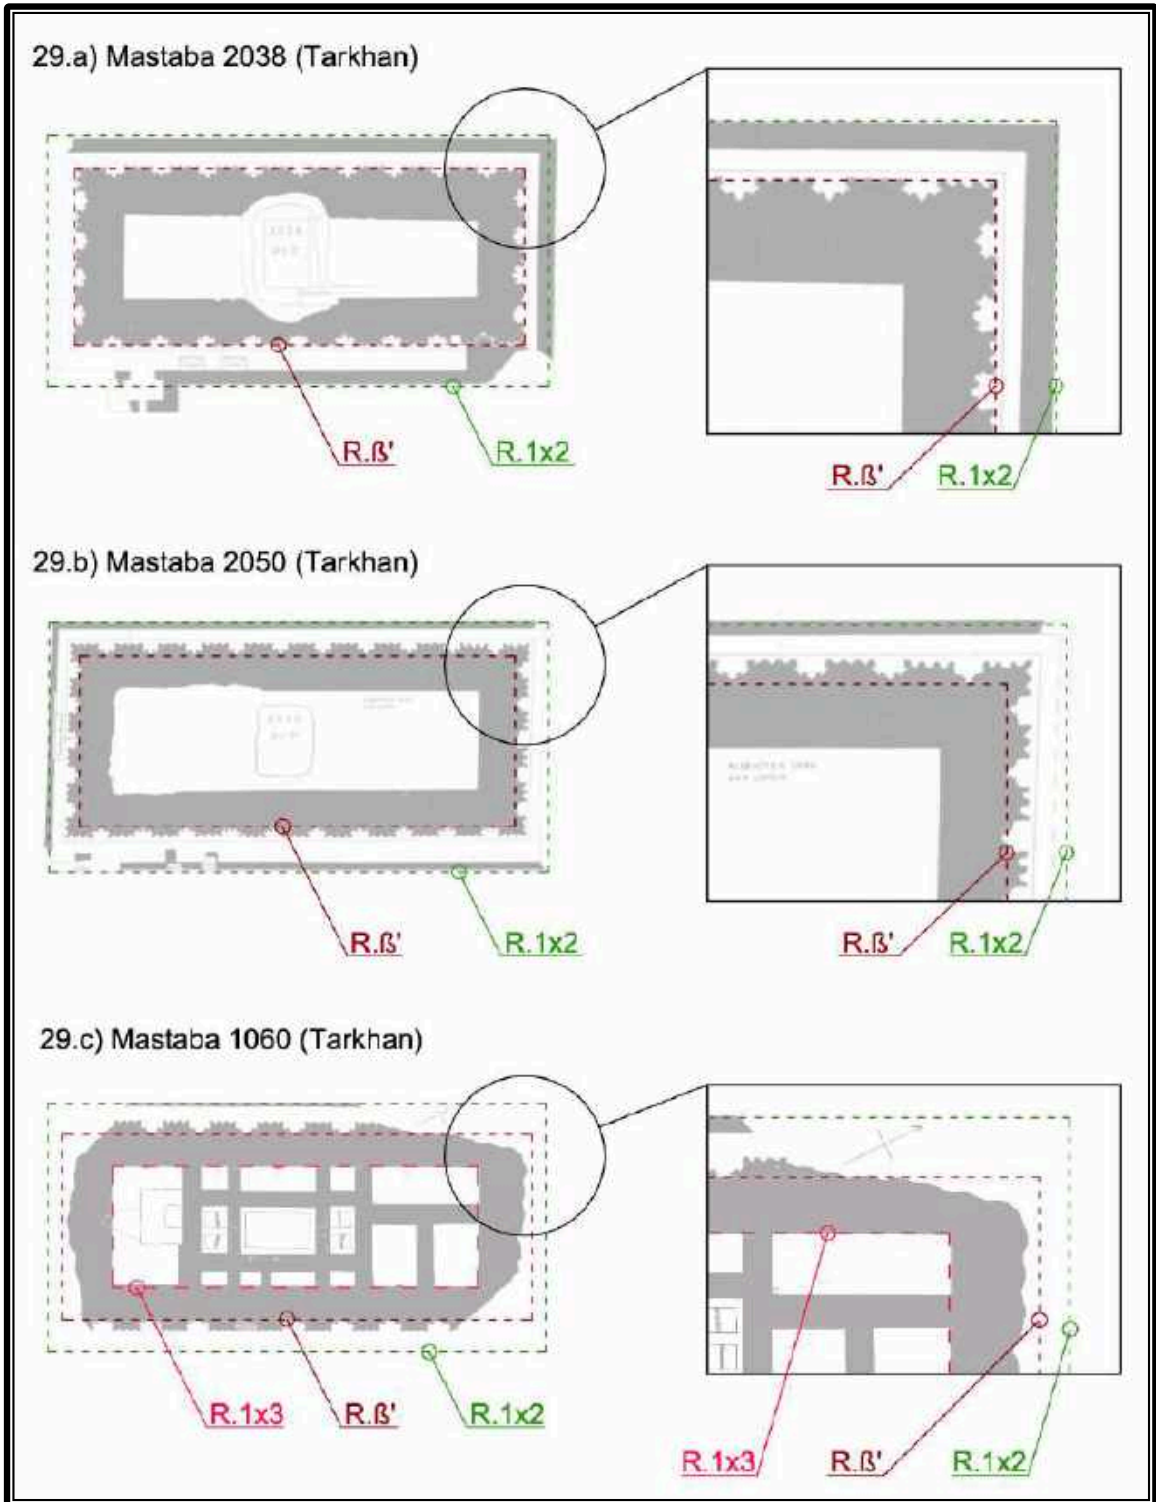 29.a) Mastaba 2038 (Tarkhan)
R.ß' R.1x2
R.ß' R.1x2
29.b) Mastaba 2050 (Tarkhan)
R.ß' R.1x2
R.ß' R.1x2
29.c) Mastaba 1060 (Tarkhan)
R.1x3 R.ß' R.1x2
R.1x3 R.ß' R.1x2